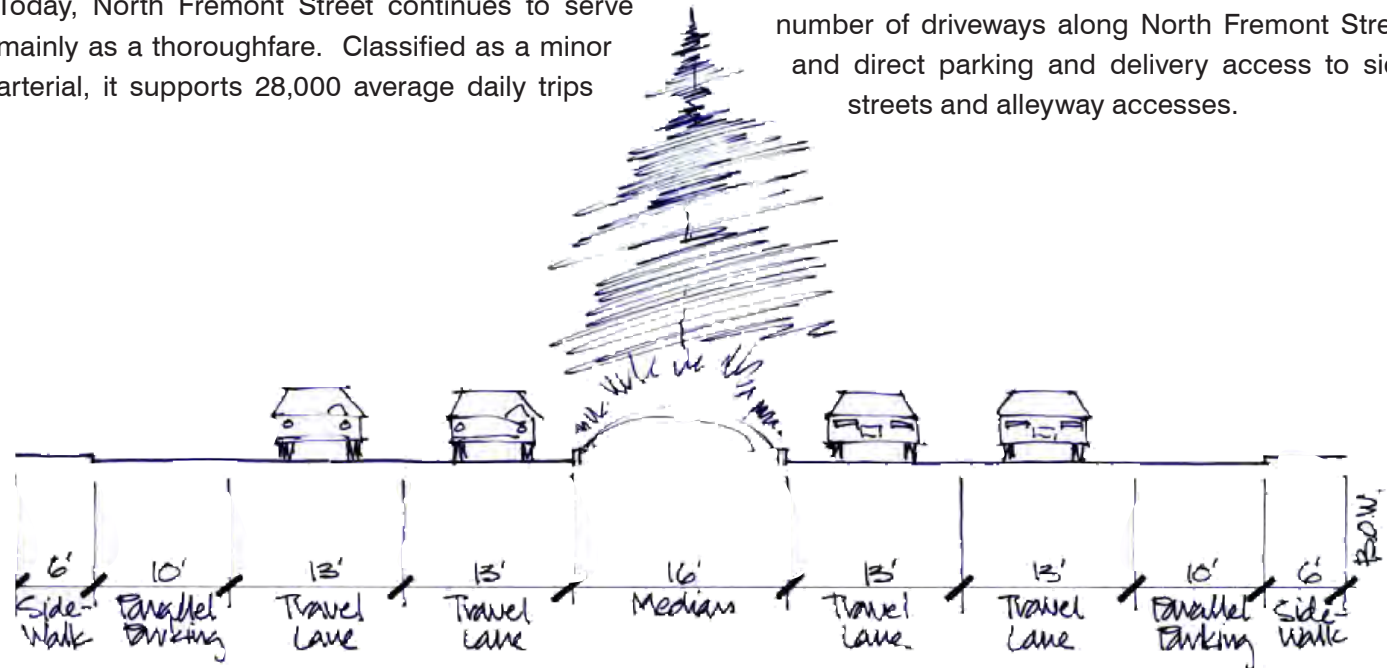 Today, North Fremont Street continues to serve
mainly as a thoroughfare. Classified as a minor
arterial, it supports 28,000 average daily trips
number of driveways along North Fremont Stre
and direct parking and delivery access to si
streets and alleyway accesses.
6' 10' 13' 13' 16' 13' 13' 10' 6'
Side- Parallel Travel Travel Median Travel Travel Parallel Side-
Walk Parking Lane Lane Lane Lane Parking Walk
R.O.W.